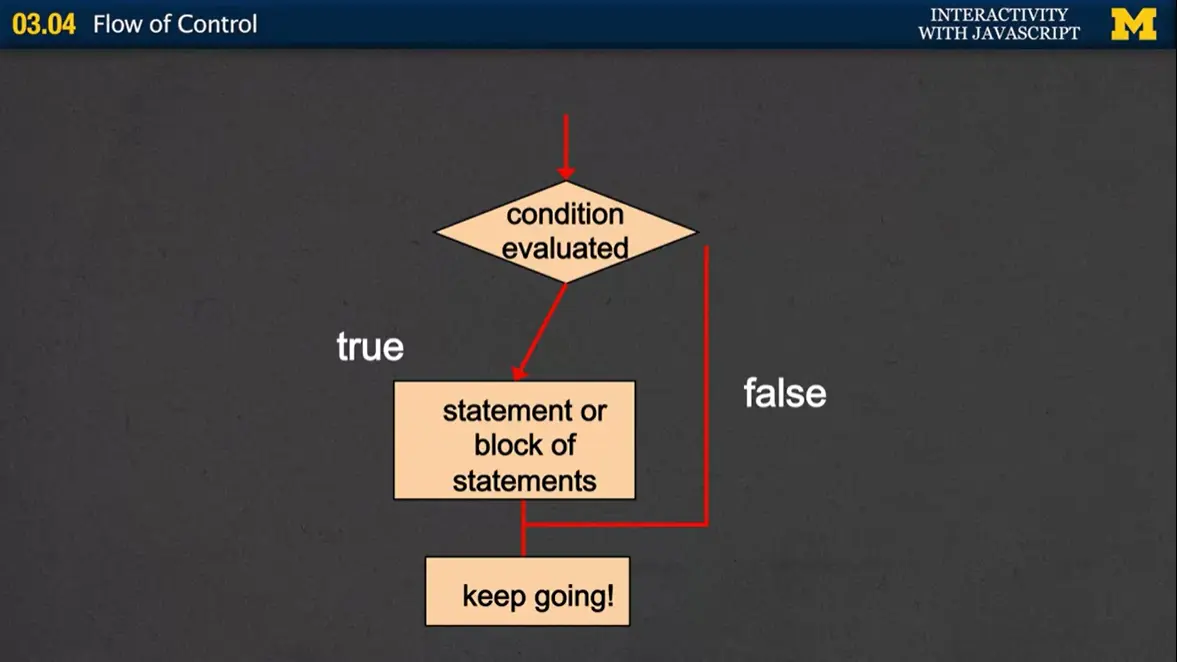 03.04 Flow of Control
INTERACTIVITY
WITH JAVASCRIPT
M
condition
evaluated
true
false
statement or
block of
statements
keep going!